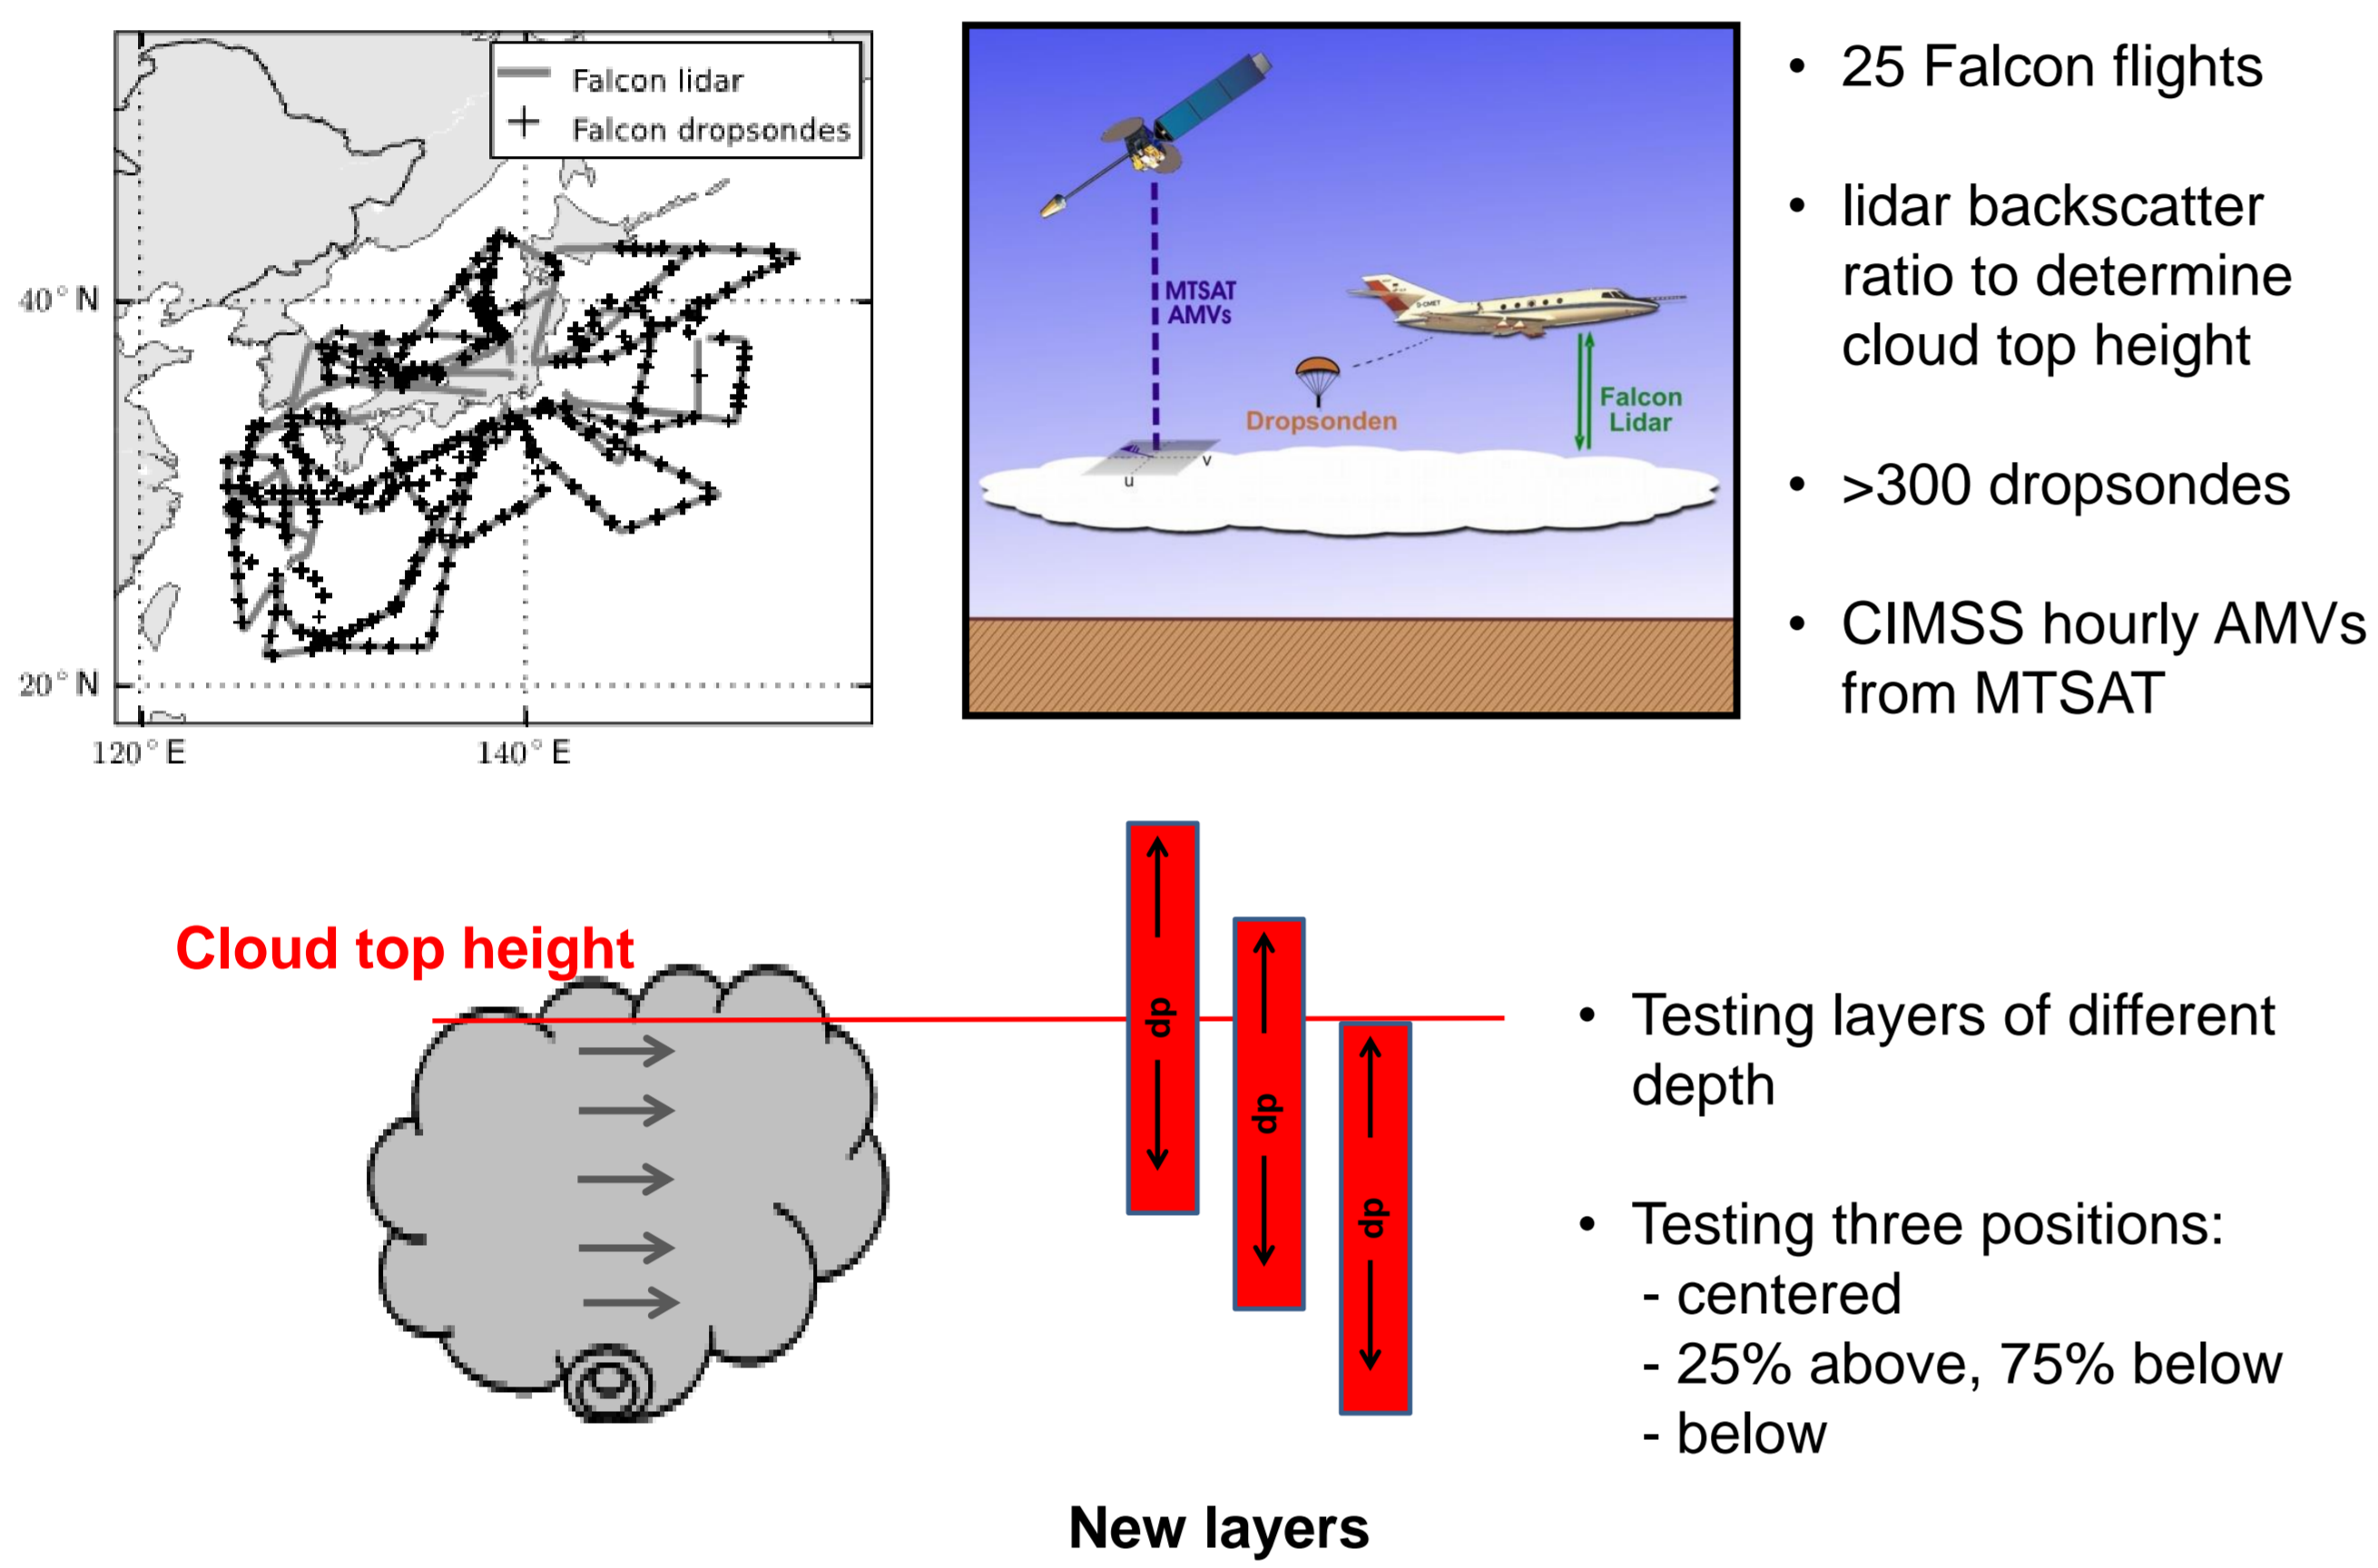 Falcon lidar
Falcon dropsondes
40°N
20°N
120°E
140°E
MTSAT
AMVs
D-CMET
Dropsonden
Falcon
Lidar
v
u
• 25 Falcon flights
• lidar backscatter
ratio to determine
cloud top height
• >300 dropsondes
• CIMSS hourly AMVs
from MTSAT
Cloud top height
dp
dp
dp
• Testing layers of different
depth
• Testing three positions:
- centered
- 25% above, 75% below
- below
New layers